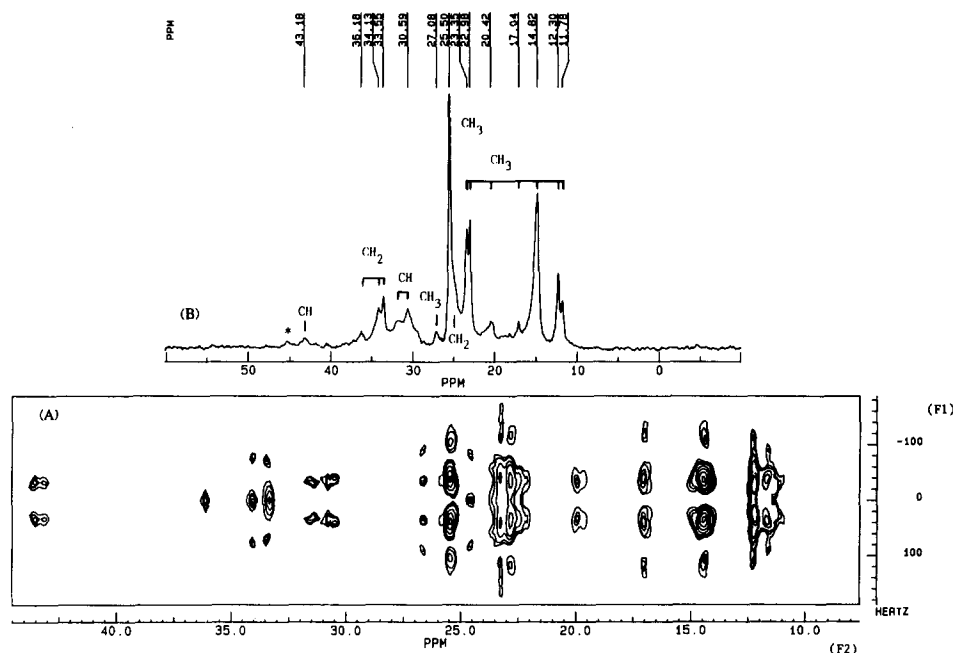 PPM
43.18
36.18
34.13
33.55
30.59
27.08
25.50
23.35
22.98
20.42
17.04
14.82
12.30
11.78
CH3
CH3
CH2
CH
CH3
(B)
CH
*
CH2
50 40 30 20 10 0
PPM
(A)
(F1)
-100
0
100
HERTZ
40.0 35.0 30.0 25.0 20.0 15.0 10.0
PPM
(F2)